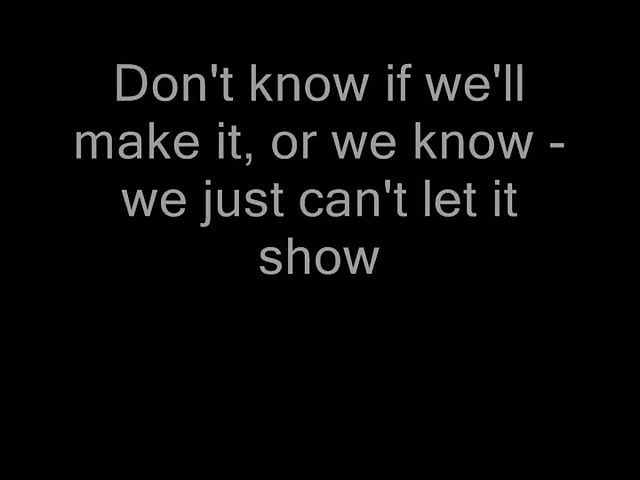 Don't know if we'll
make it, or we know -
we just can't let it
show